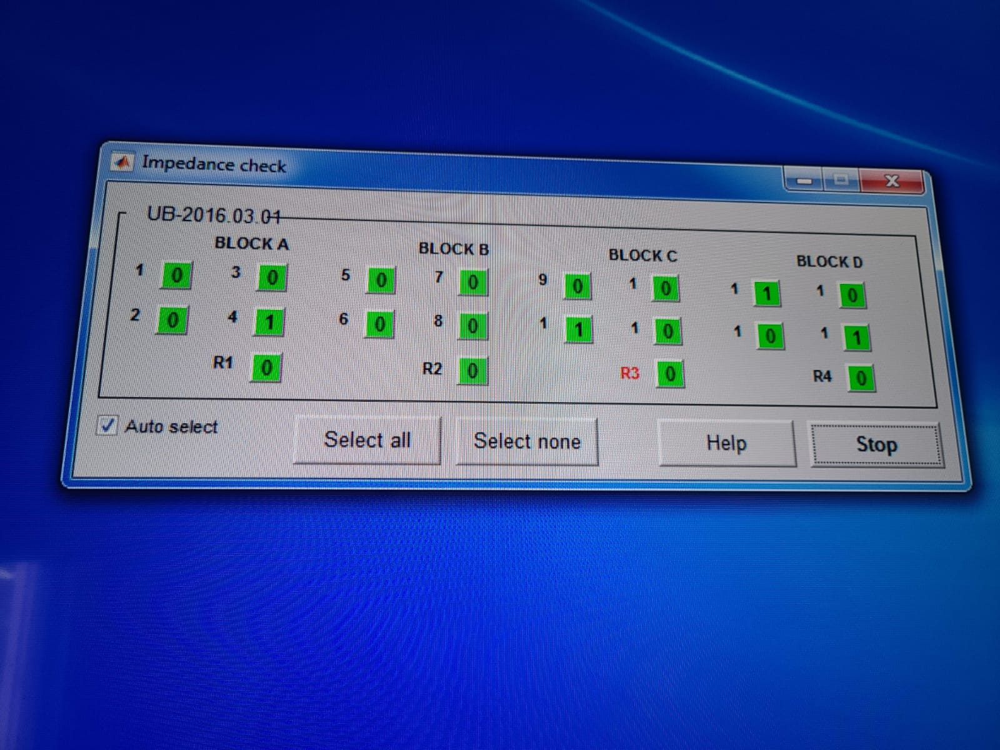 Impedance check
UB-2016.03.01
BLOCK A BLOCK B BLOCK C BLOCK D
1 0 3 0 5 0 7 0 9 0 1 0 1 1 1 0
2 0 4 1 6 0 8 0 1 1 1 0 1 0 1 1
R1 0 R2 0 R3 0 R4 0
Auto select Select all Select none Help Stop